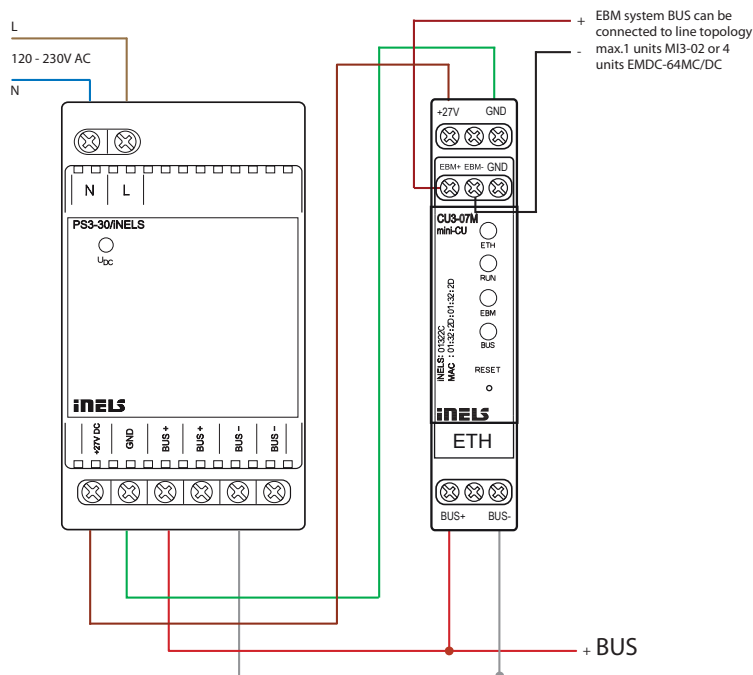 L
120 - 230V AC
N
+ EBM system BUS can be
connected to line topology
- max.1 units MI3-02 or 4
units EMDC-64MC/DC
+27V GND
EBM+ EBM- GND
N L
PS3-30/iNELS
UDC
CU3-07M
mini-CU
ETH
RUN
EBM
BUS
iNELS: 01322C
MAC : 01:32:2D:01:32:2D
RESET
iNELS
iNELS
ETH
+27V DC
GND
BUS +
BUS +
BUS -
BUS -
BUS+ BUS-
+ BUS